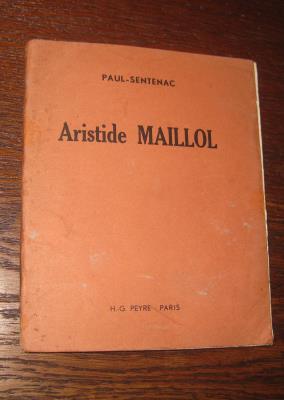 PAUL-SENTENAC
Aristide MAILLOL
H.-G. PEYRE - PARIS